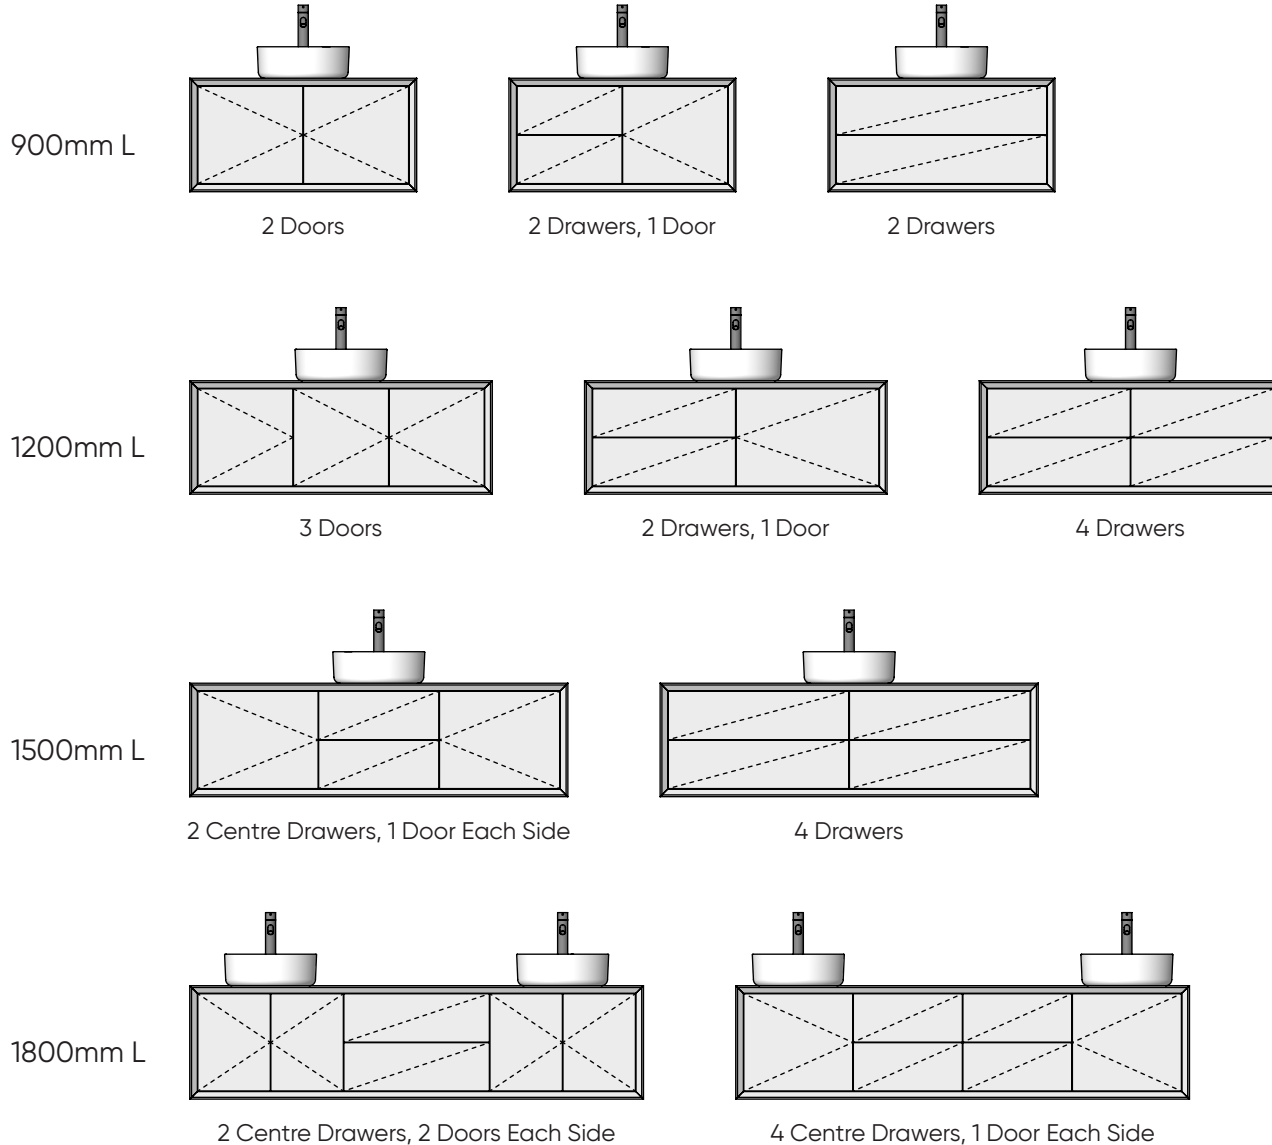 900mm L
2 Doors
2 Drawers, 1 Door
2 Drawers
1200mm L
3 Doors
2 Drawers, 1 Door
4 Drawers
1500mm L
2 Centre Drawers, 1 Door Each Side
4 Drawers
1800mm L
2 Centre Drawers, 2 Doors Each Side
4 Centre Drawers, 1 Door Each Side